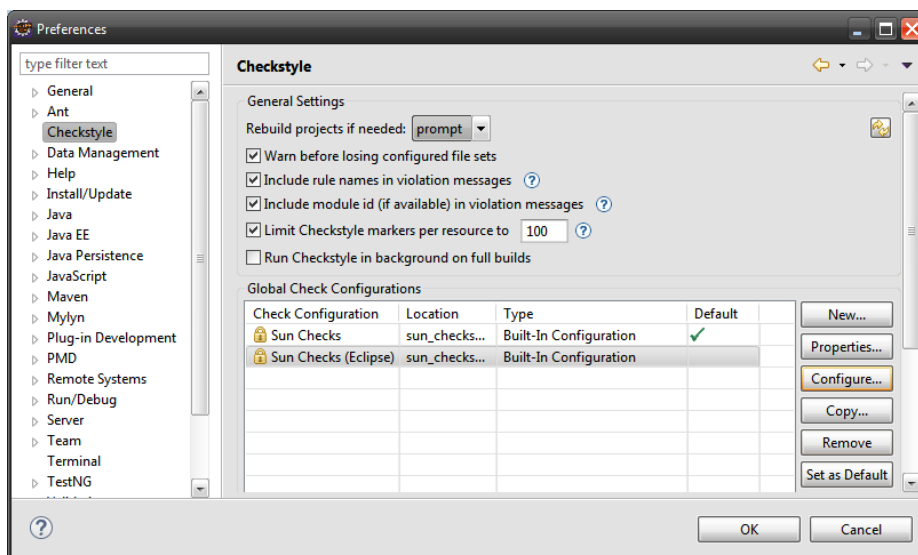 Preferences
type filter text
General
Ant
Checkstyle
Data Management
Help
Install/Update
Java
Java EE
Java Persistence
JavaScript
Maven
Mylyn
Plug-in Development
PMD
Remote Systems
Run/Debug
Server
Team
Terminal
TestNG
Checkstyle
General Settings
Rebuild projects if needed: prompt
Warn before losing configured file sets
Include rule names in violation messages ?
Include module id (if available) in violation messages ?
Limit Checkstyle markers per resource to 100 ?
Run Checkstyle in background on full builds
Global Check Configurations
Check Configuration Location Type Default
Sun Checks sun_checks... Built-In Configuration
Sun Checks (Eclipse) sun_checks... Built-In Configuration
New...
Properties...
Configure...
Copy...
Remove
Set as Default
? OK Cancel